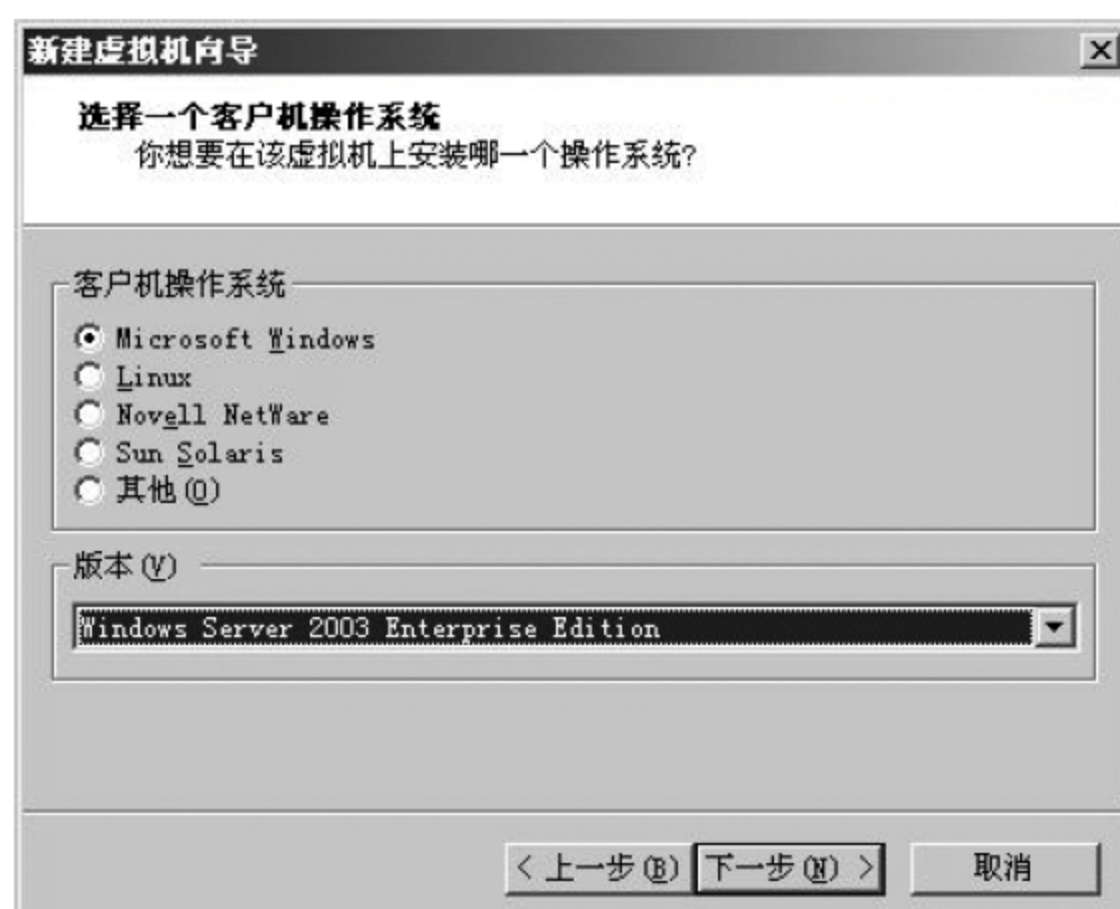 新建虚拟机向导
选择一个客户机操作系统
你想要在该虚拟机上安装哪一个操作系统?
客户机操作系统
Microsoft Windows
Linux
Novell NetWare
Sun Solaris
其他(O)
版本(V)
Windows Server 2003 Enterprise Edition
< 上一步(B) 下一步(N) > 取消